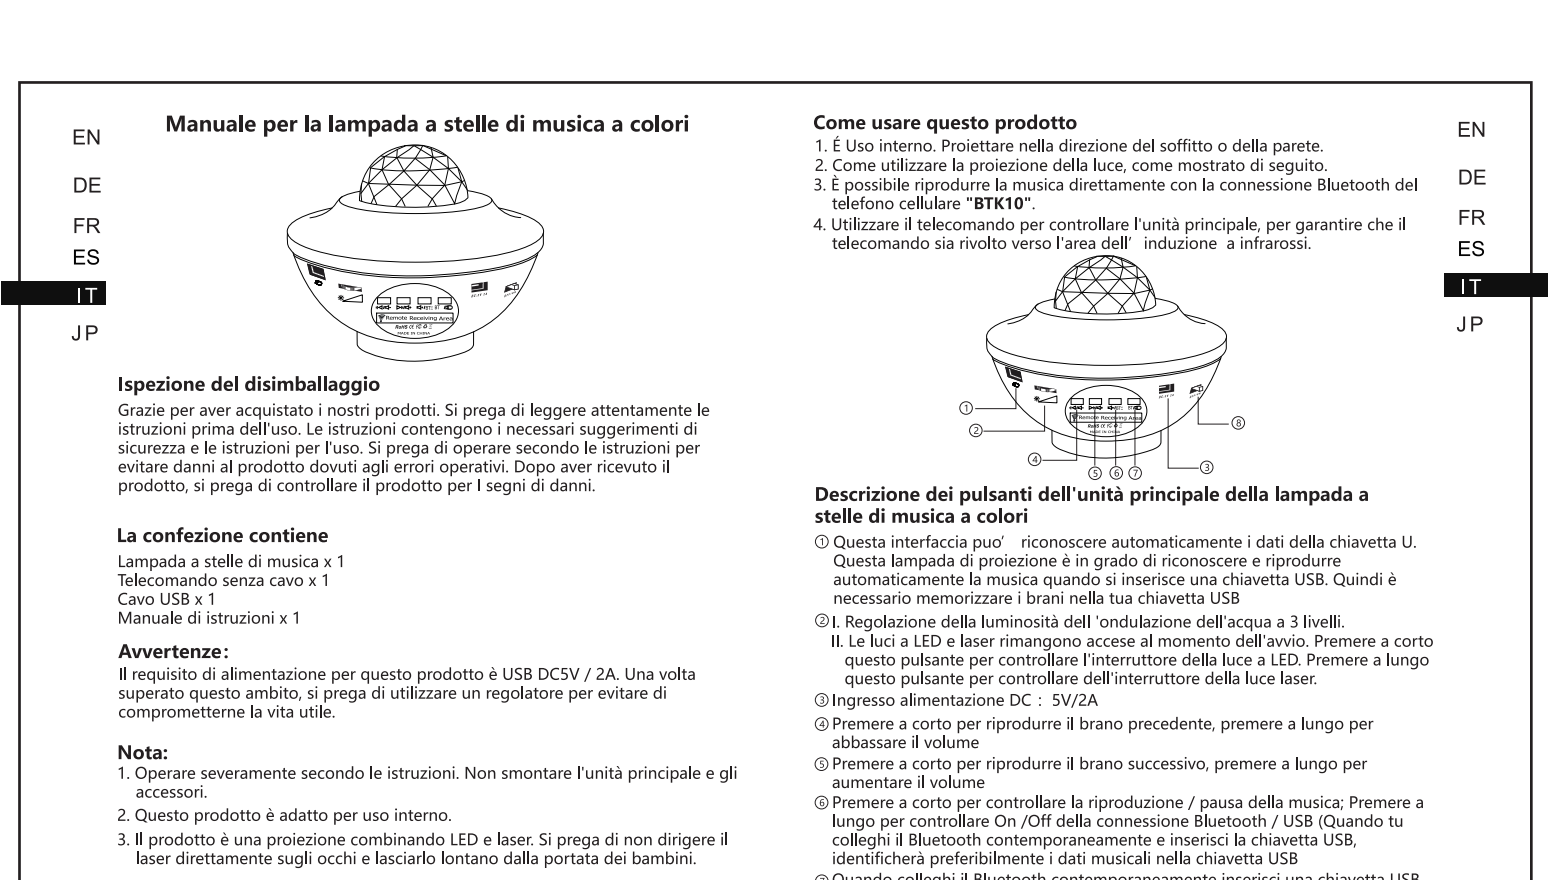 EN
DE
FR
ES
IT
JP
Manuale per la lampada a stelle di musica a colori
Remote Receiving Area
RoHS
MADE IN CHINA
Ispezione del disimballaggio
Grazie per aver acquistato i nostri prodotti. Si prega di leggere attentamente le
istruzioni prima dell'uso. Le istruzioni contengono i necessari suggerimenti di
sicurezza e le istruzioni per l'uso. Si prega di operare secondo le istruzioni per
evitare danni al prodotto dovuti agli errori operativi. Dopo aver ricevuto il
prodotto, si prega di controllare il prodotto per I segni di danni.
La confezione contiene
Lampada a stelle di musica x 1
Telecomando senza cavo x 1
Cavo USB x 1
Manuale di istruzioni x 1
Avvertenze:
Il requisito di alimentazione per questo prodotto è USB DC5V / 2A. Una volta
superato questo ambito, si prega di utilizzare un regolatore per evitare di
comprometterne la vita utile.
Nota:
1. Operare severamente secondo le istruzioni. Non smontare l'unità principale e gli
accessori.
2. Questo prodotto è adatto per uso interno.
3. Il prodotto è una proiezione combinando LED e laser. Si prega di non dirigere il
laser direttamente sugli occhi e lasciarlo lontano dalla portata dei bambini.
Come usare questo prodotto
1. É Uso interno. Proiettare nella direzione del soffitto o della parete.
2. Come utilizzare la proiezione della luce, come mostrato di seguito.
3. È possibile riprodurre la musica direttamente con la connessione Bluetooth del
telefono cellulare "BTK10".
4. Utilizzare il telecomando per controllare l'unità principale, per garantire che il
telecomando sia rivolto verso l'area dell’ induzione a infrarossi.
Remote Receiving Area
RoHS
MADE IN CHINA
①
②
④
⑤
⑥
⑦
③
⑧
Descrizione dei pulsanti dell'unità principale della lampada a
stelle di musica a colori
① Questa interfaccia puo’ riconoscere automaticamente i dati della chiavetta U.
Questa lampada di proiezione è in grado di riconoscere e riprodurre
automaticamente la musica quando si inserisce una chiavetta USB. Quindi è
necessario memorizzare i brani nella tua chiavetta USB
② I. Regolazione della luminosità dell 'ondulazione dell'acqua a 3 livelli.
II. Le luci a LED e laser rimangono accese al momento dell'avvio. Premere a corto
questo pulsante per controllare l'interruttore della luce a LED. Premere a lungo
questo pulsante per controllare dell'interruttore della luce laser.
③ Ingresso alimentazione DC : 5V/2A
④ Premere a corto per riprodurre il brano precedente, premere a lungo per
abbassare il volume
⑤ Premere a corto per riprodurre il brano successivo, premere a lungo per
aumentare il volume
⑥ Premere a corto per controllare la riproduzione / pausa della musica; Premere a
lungo per controllare On /Off della connessione Bluetooth / USB (Quando tu
colleghi il Bluetooth contemporaneamente e inserisci la chiavetta USB,
identificherà preferibilmente i dati musicali nella chiavetta USB
⑦ Quando colleghi il Bluetooth contemporaneamente inserisci una chiavetta USB,
EN
DE
FR
ES
IT
JP